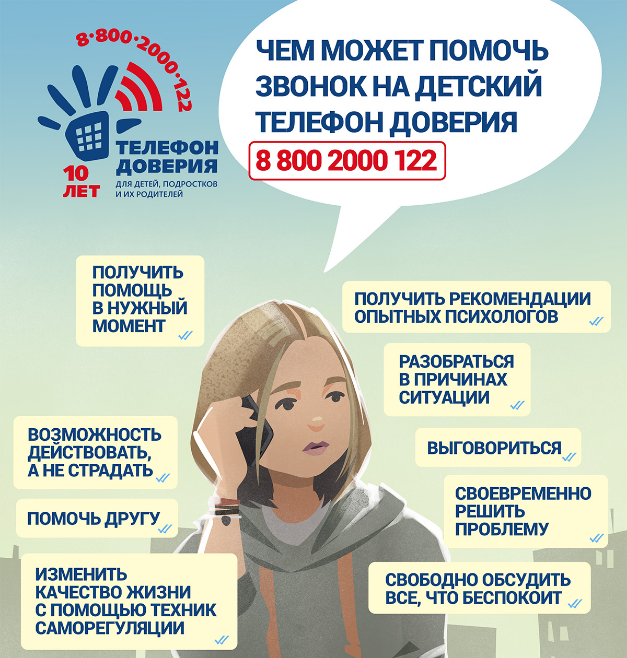 8·800·2000·122
ТЕЛЕФОН
ДОВЕРИЯ
10
ЛЕТ
ДЛЯ ДЕТЕЙ, ПОДРОСТКОВ
И ИХ РОДИТЕЛЕЙ
ЧЕМ МОЖЕТ ПОМОЧЬ
ЗВОНОК НА ДЕТСКИЙ
ТЕЛЕФОН ДОВЕРИЯ
8 800 2000 122
ПОЛУЧИТЬ
ПОМОЩЬ
В НУЖНЫЙ
МОМЕНТ
ПОЛУЧИТЬ РЕКОМЕНДАЦИИ
ОПЫТНЫХ ПСИХОЛОГОВ
РАЗОБРАТЬСЯ
В ПРИЧИНАХ
СИТУАЦИИ
ВОЗМОЖНОСТЬ
ДЕЙСТВОВАТЬ,
А НЕ СТРАДАТЬ
ВЫГОВОРИТЬСЯ
ПОМОЧЬ ДРУГУ
СВОЕВРЕМЕННО
РЕШИТЬ
ПРОБЛЕМУ
ИЗМЕНИТЬ
КАЧЕСТВО ЖИЗНИ
С ПОМОЩЬЮ ТЕХНИК
САМОРЕГУЛЯЦИИ
СВОБОДНО ОБСУДИТЬ
ВСЕ, ЧТО БЕСПОКОИТ